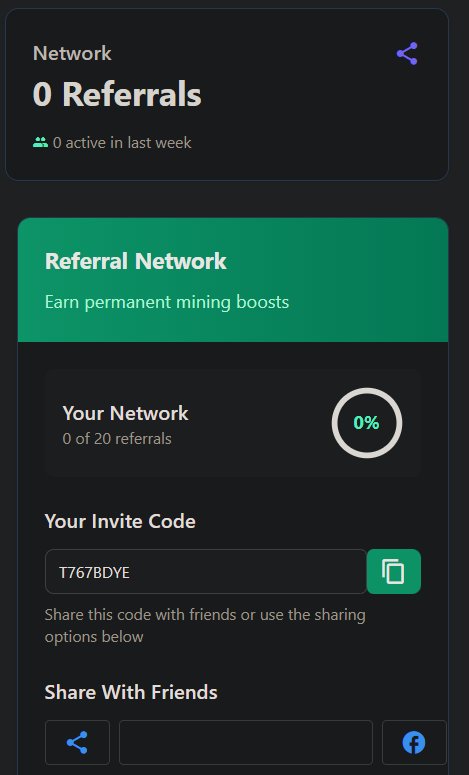 Network
0 Referrals
0 active in last week
Referral Network
Earn permanent mining boosts
Your Network
0 of 20 referrals
0%
Your Invite Code
T767BDYE
Share this code with friends or use the sharing
options below
Share With Friends